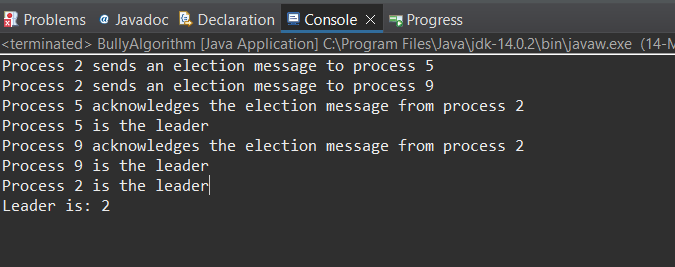 Problems @ Javadoc Declaration Console Progress
<terminated> BullyAlgorithm [Java Application] C:\Program Files\Java\jdk-14.0.2\bin\javaw.exe (14-M
Process 2 sends an election message to process 5
Process 2 sends an election message to process 9
Process 5 acknowledges the election message from process 2
Process 5 is the leader
Process 9 acknowledges the election message from process 2
Process 9 is the leader
Process 2 is the leader
Leader is: 2